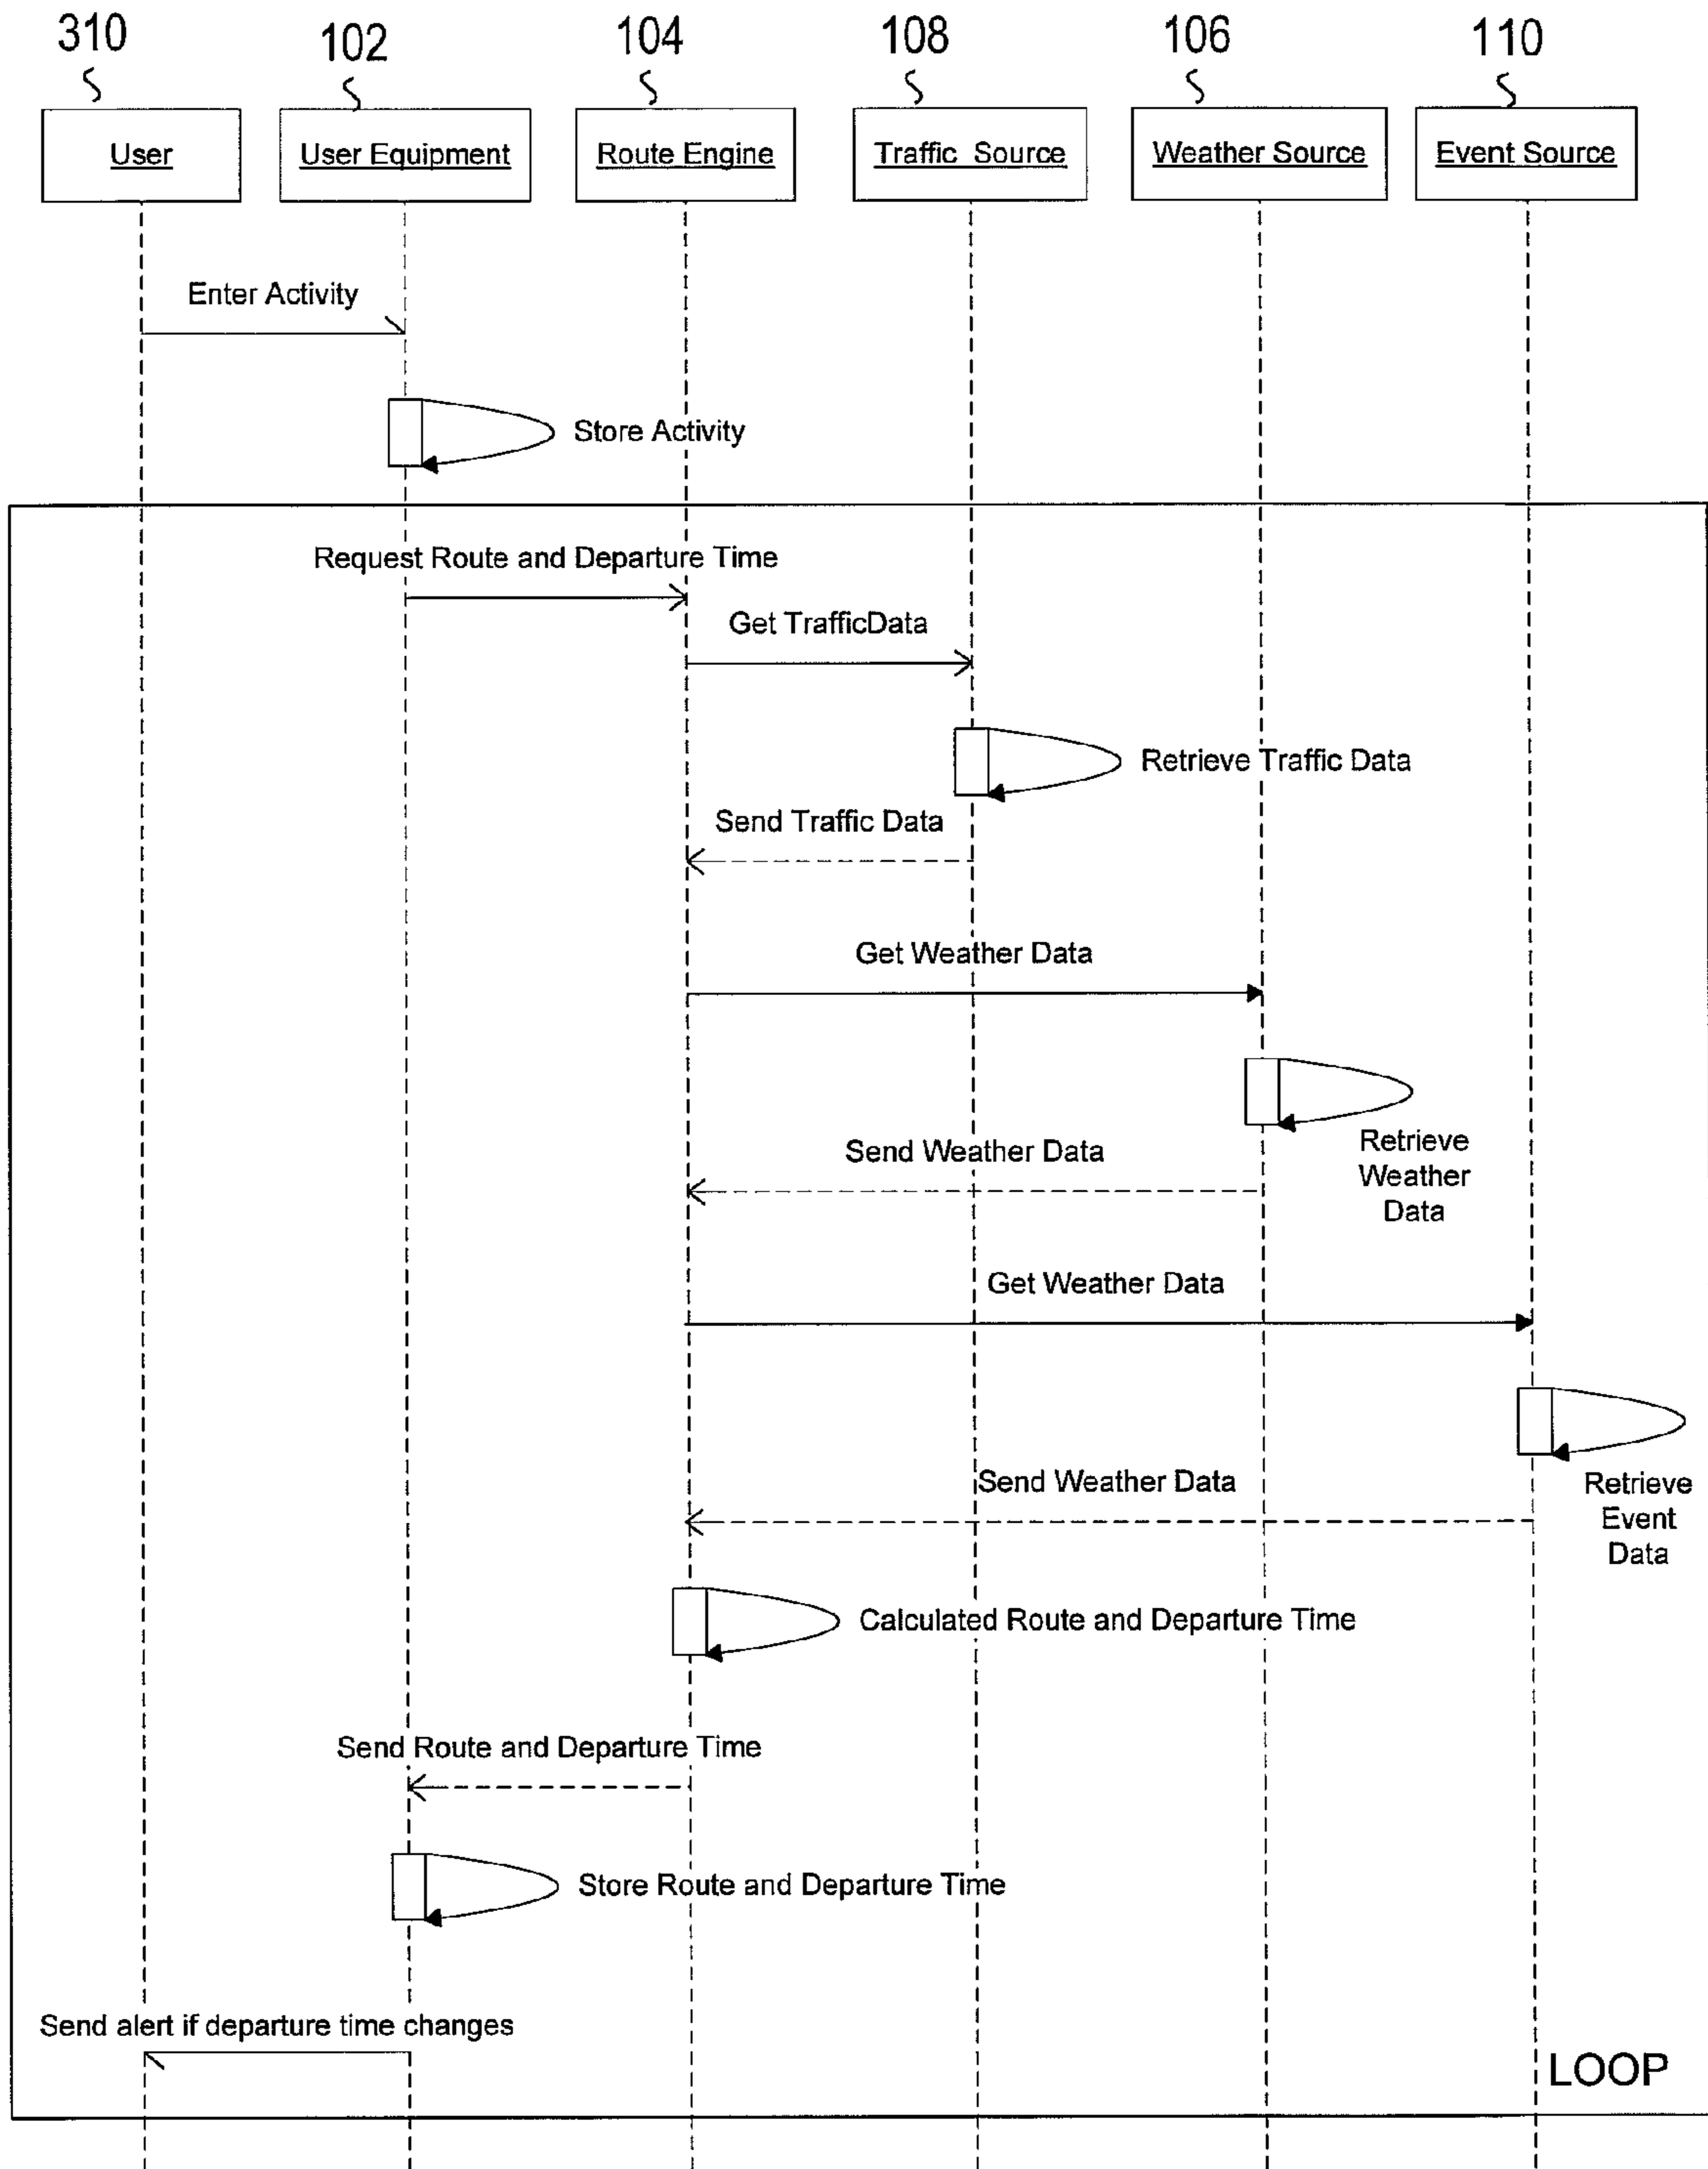 310
102
104
108
106
110
User
User Equipment
Route Engine
Traffic Source
Weather Source
Event Source
Enter Activity
Store Activity
Request Route and Departure Time
Get TrafficData
Retrieve Traffic Data
Send Traffic Data
Get Weather Data
Retrieve
Weather
Data
Send Weather Data
Get Weather Data
Retrieve
Event
Data
Send Weather Data
Calculated Route and Departure Time
Send Route and Departure Time
Store Route and Departure Time
Send alert if departure time changes
LOOP